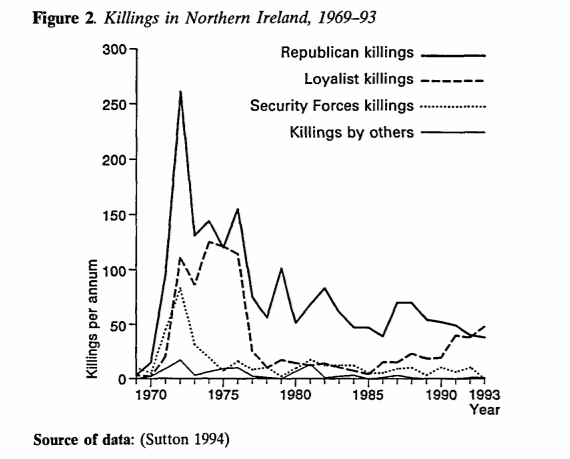 Figure 2. Killings in Northern Ireland, 1969–93
300
Republican killings
Loyalist killings
250
Security Forces killings
Killings by others
200
150
100
50
0
Killings per annum
1970 1975 1980 1985 1990 1993
Year
Source of data: (Sutton 1994)